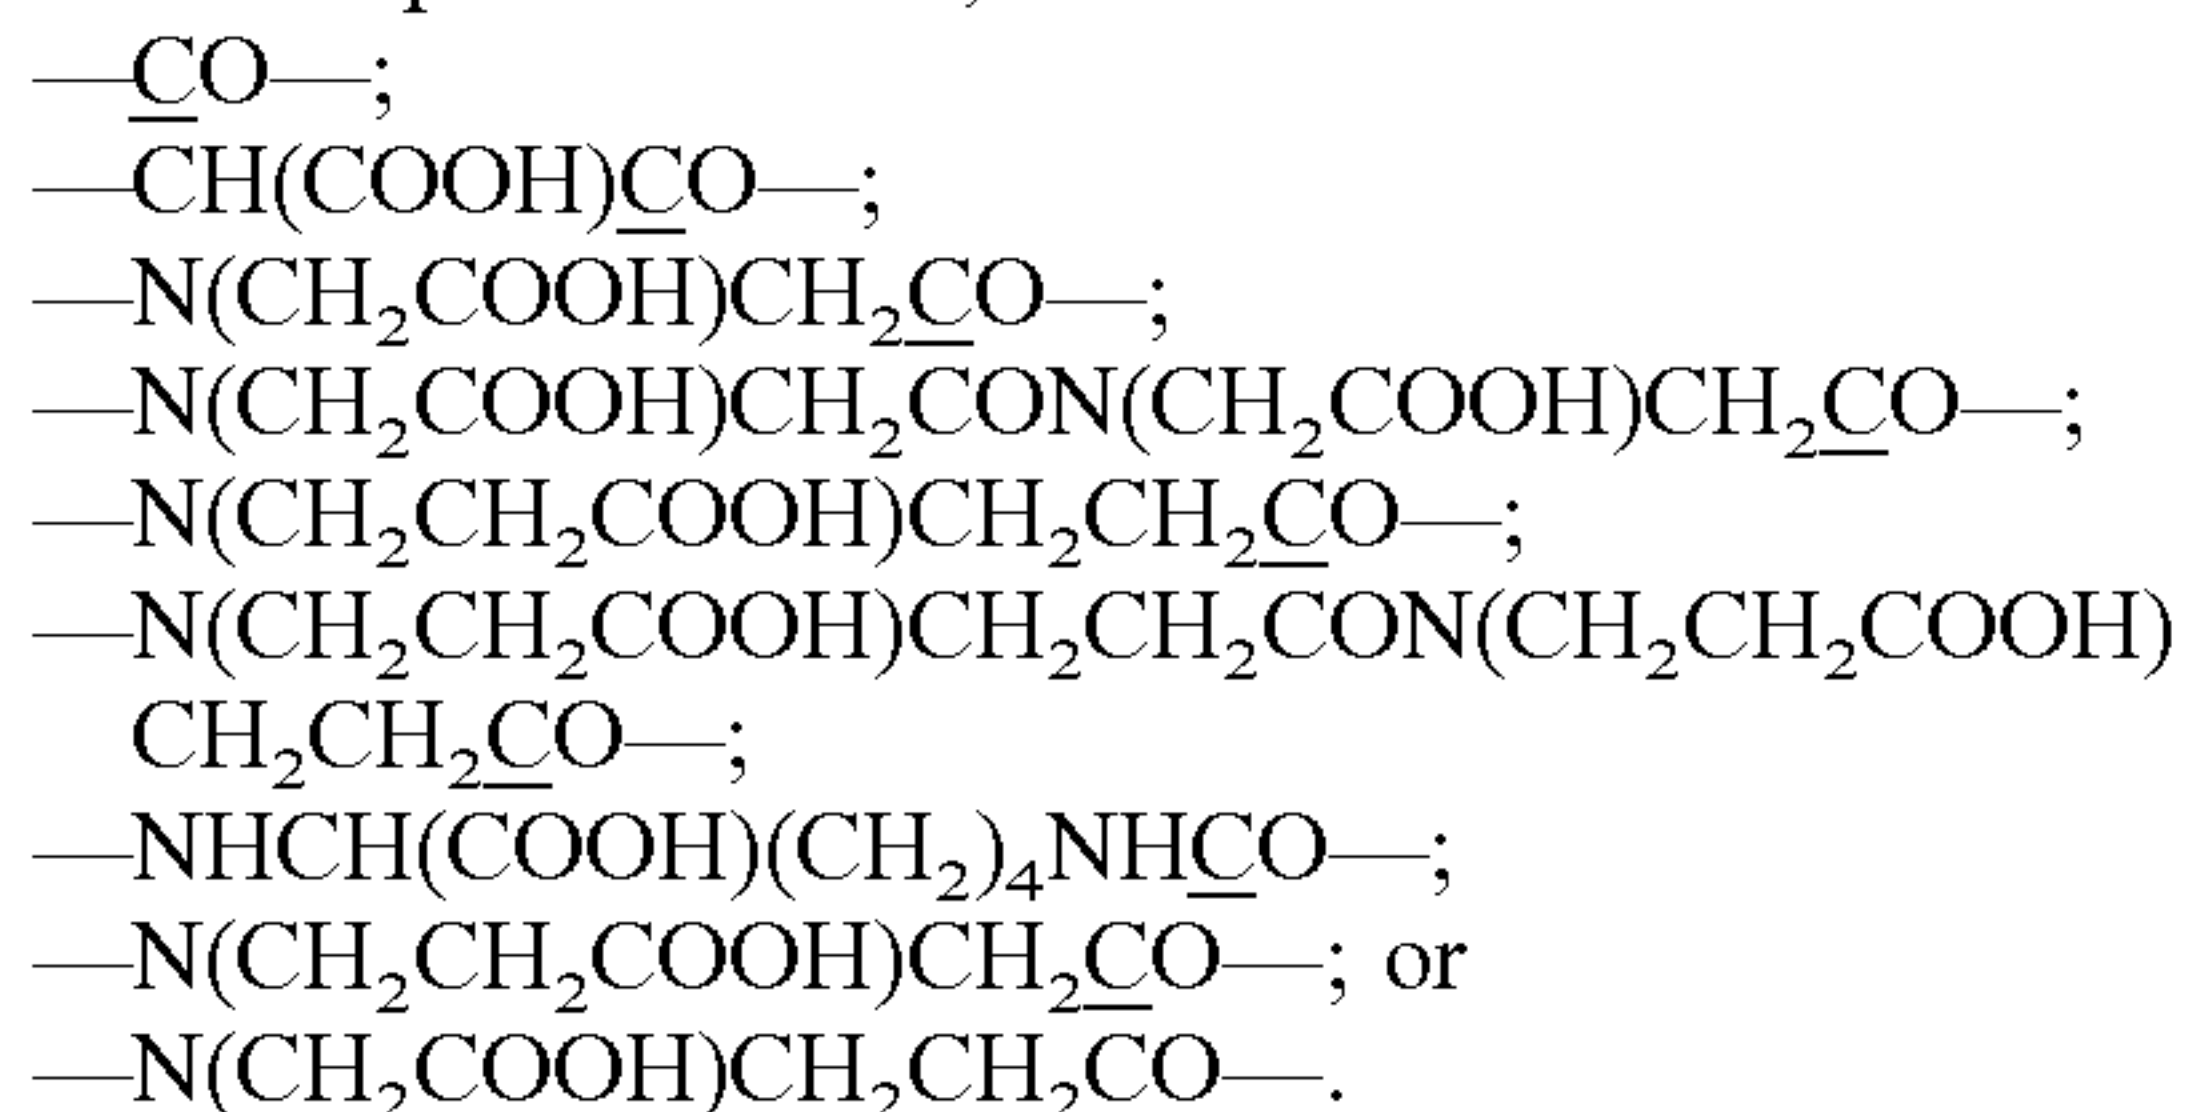 —CO—;
—CH(COOH)CO—;
—N(CH₂COOH)CH₂CO—;
—N(CH₂COOH)CH₂CON(CH₂COOH)CH₂CO—;
—N(CH₂CH₂COOH)CH₂CH₂CO—;
—N(CH₂CH₂COOH)CH₂CH₂CON(CH₂CH₂COOH)
CH₂CH₂CO—;
—NHCH(COOH)(CH₂)₄NHCO—;
—N(CH₂CH₂COOH)CH₂CO—; or
—N(CH₂COOH)CH₂CH₂CO—.